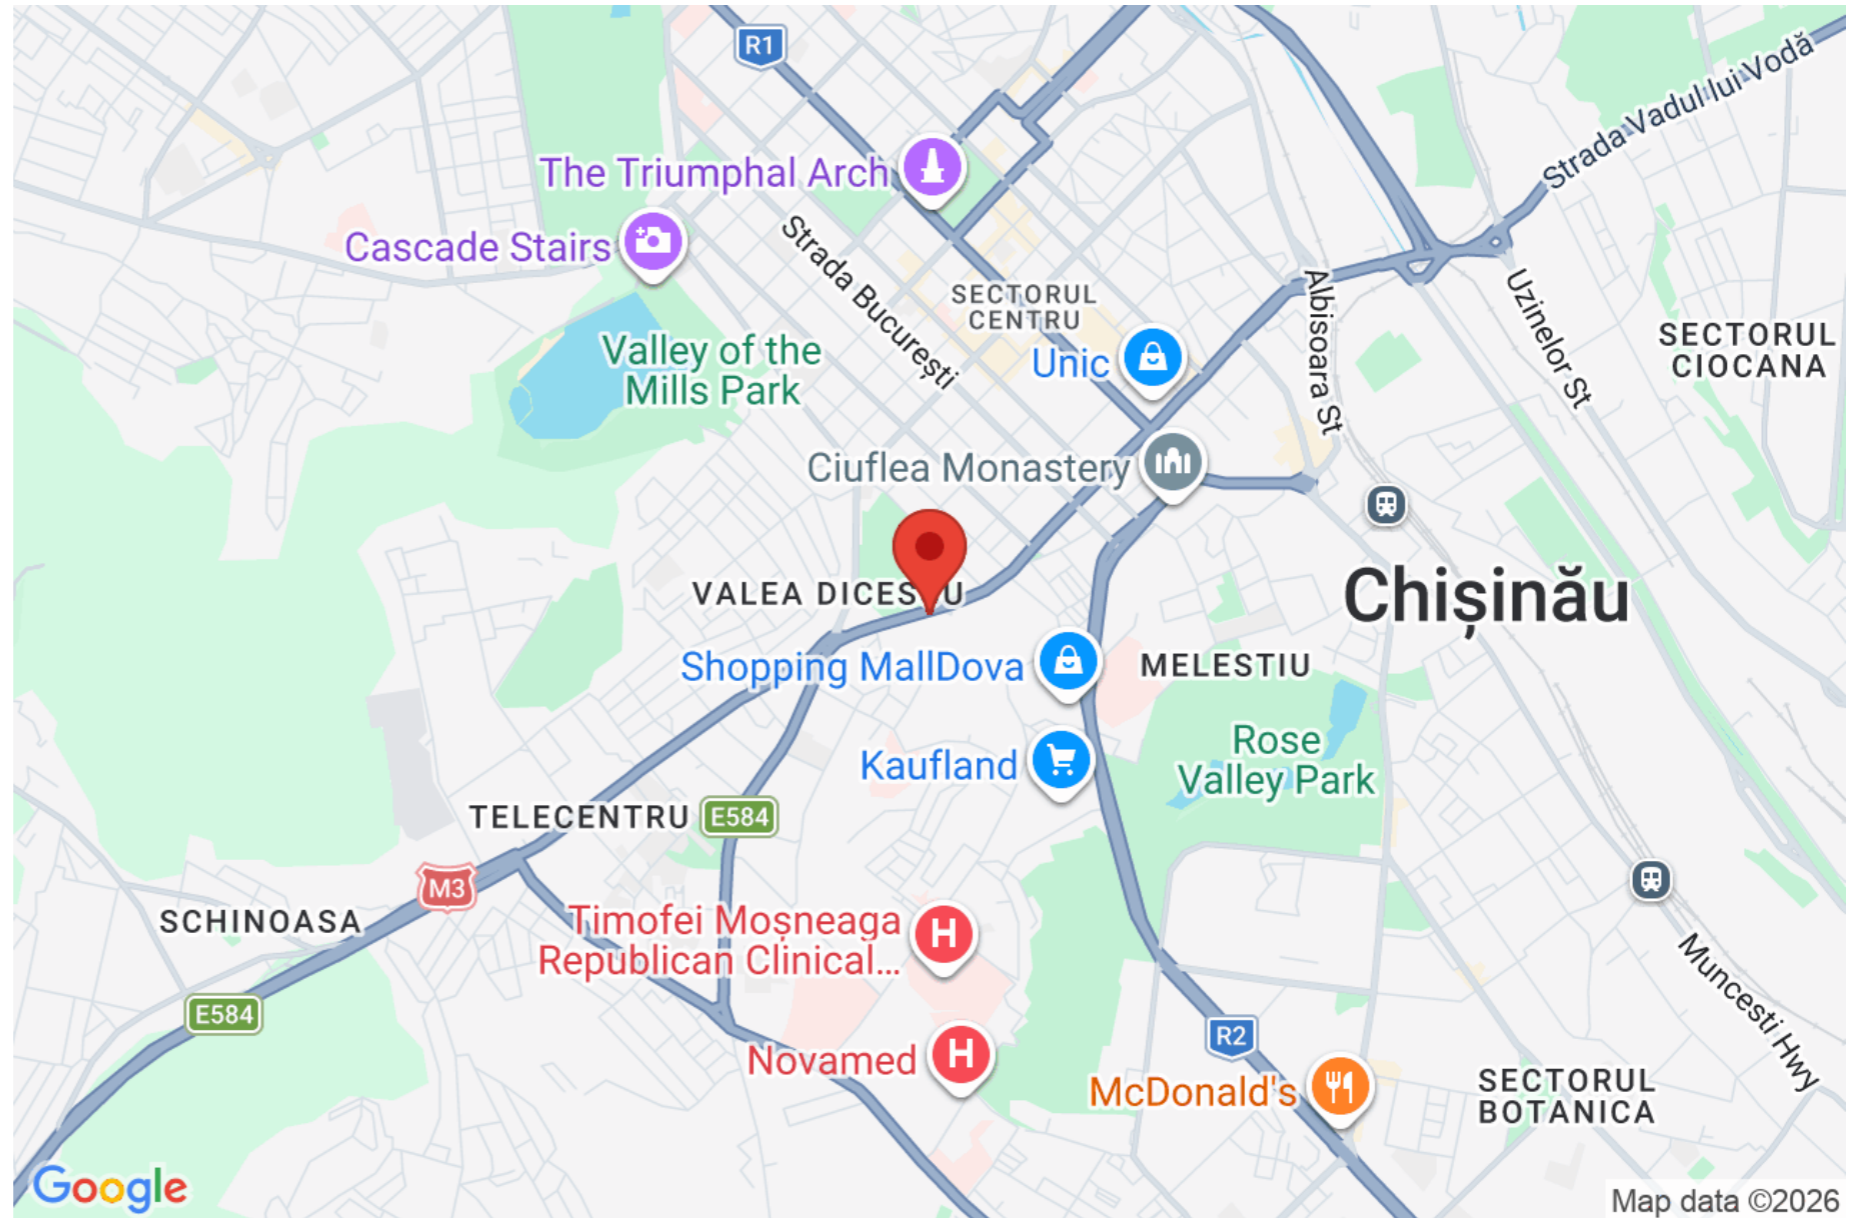 R1
Strada Vadul lui Vodă
The Triumphal Arch
Cascade Stairs
Strada București
SECTORUL
CENTRU
Albisoara St
Uzinelor St
SECTORUL
CIOCANA
Valley of the
Mills Park
Unic
Ciuflea Monastery
VALEA DICES U
Chișinău
Shopping MallDova
MELESTIU
Rose
Valley Park
Kaufland
TELECENTRU
E584
M3
SCHINOASA
Timofei Moșneaga
Republican Clinical...
H
Muncesti Hwy
E584
R2
Novamed
H
McDonald's
SECTORUL
BOTANICA
Google
Map data ©2026